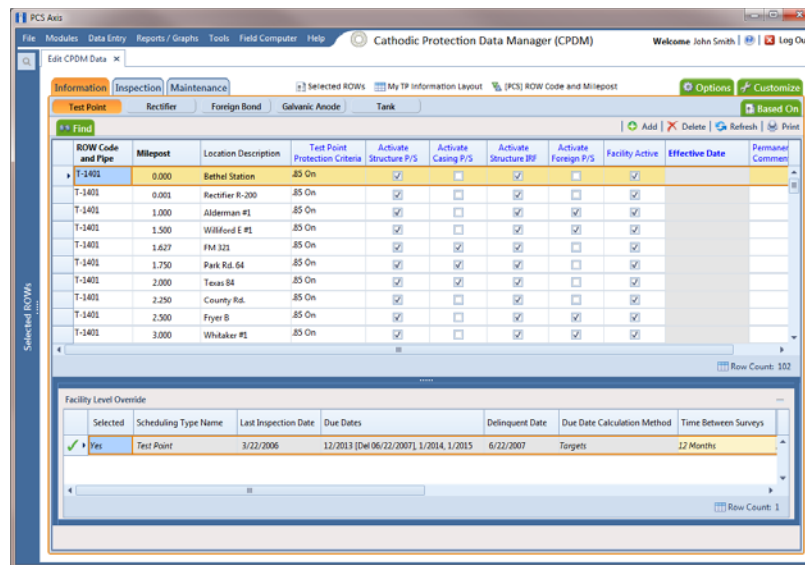 PCS Axis
File Modules Data Entry Reports / Graphs Tools Field Computer Help Cathodic Protection Data Manager (CPDM) Welcome John Smith Log Ou
Edit CPDM Data
Information Inspection Maintenance Selected ROWs My TP Information Layout [PCS] ROW Code and Milepost Options Customize
Test Point Rectifier Foreign Bond Galvanic Anode Tank Based On
Find Add Delete Refresh Print
ROW Code and Pipe Milepost Location Description Test Point Protection Criteria Activate Structure P/S Activate Casing P/S Activate Structure IRF Activate Foreign P/S Facility Active Effective Date Permaner Commen
T-1401 0.000 Bethel Station .85 On
T-1401 0.001 Rectifier R-200 .85 On
T-1401 1.000 Alderman #1 .85 On
T-1401 1.500 Williford E #1 .85 On
T-1401 1.627 FM 321 .85 On
T-1401 1.750 Park Rd. 64 .85 On
T-1401 2.000 Texas 84 .85 On
T-1401 2.250 County Rd. .85 On
T-1401 2.500 Fryer B .85 On
T-1401 3.000 Whitaker #1 .85 On
Row Count: 102
Selected ROWs
Facility Level Override
Selected Scheduling Type Name Last Inspection Date Due Dates Delinquent Date Due Date Calculation Method Time Between Surveys
Yes Test Point 3/22/2006 12/2013 [Del 06/22/2007], 1/2014, 1/2015 6/22/2007 Targets 12 Months
Row Count: 1